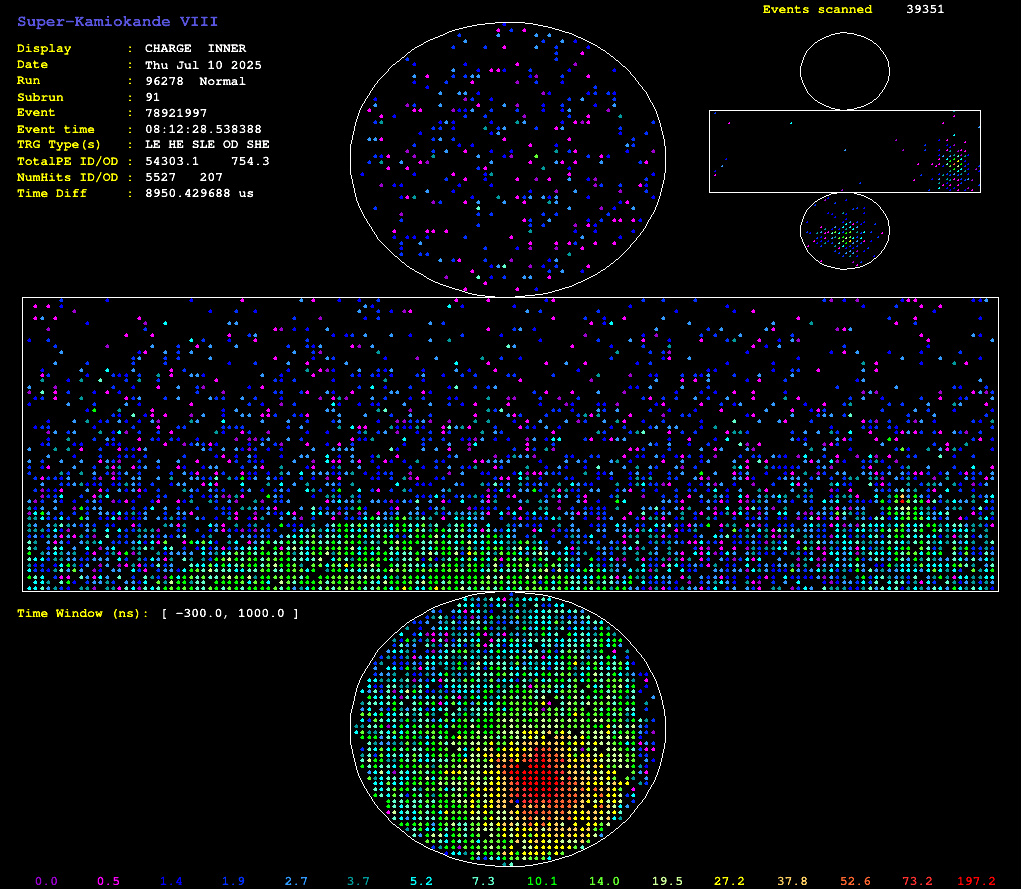 Super-Kamiokande VIII
Events scanned 39351
Display : CHARGE INNER
Date : Thu Jul 10 2025
Run : 96278 Normal
Subrun : 91
Event : 78921997
Event time : 08:12:28.538388
TRG Type(s) : LE HE SLE OD SHE
TotalPE ID/OD : 54303.1 754.3
NumHits ID/OD : 5527 207
Time Diff : 8950.429688 us
Time Window (ns): [ -300.0, 1000.0 ]
0.0 0.5 1.4 1.9 2.7 3.7 5.2 7.3 10.1 14.0 19.5 27.2 37.8 52.6 73.2 197.2